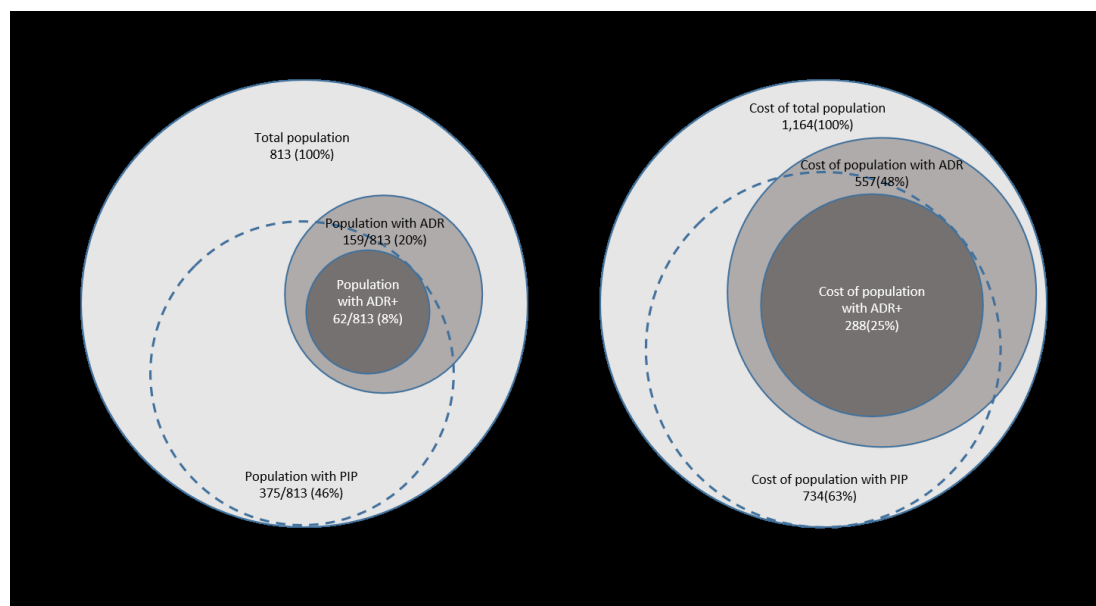 Total population
813 (100%)
Population with ADR
159/813 (20%)
Population
with ADR+
62/813 (8%)
Population with PIP
375/813 (46%)
Cost of total population
1,164(100%)
Cost of population with ADR
557(48%)
Cost of population
with ADR+
288(25%)
Cost of population with PIP
734(63%)